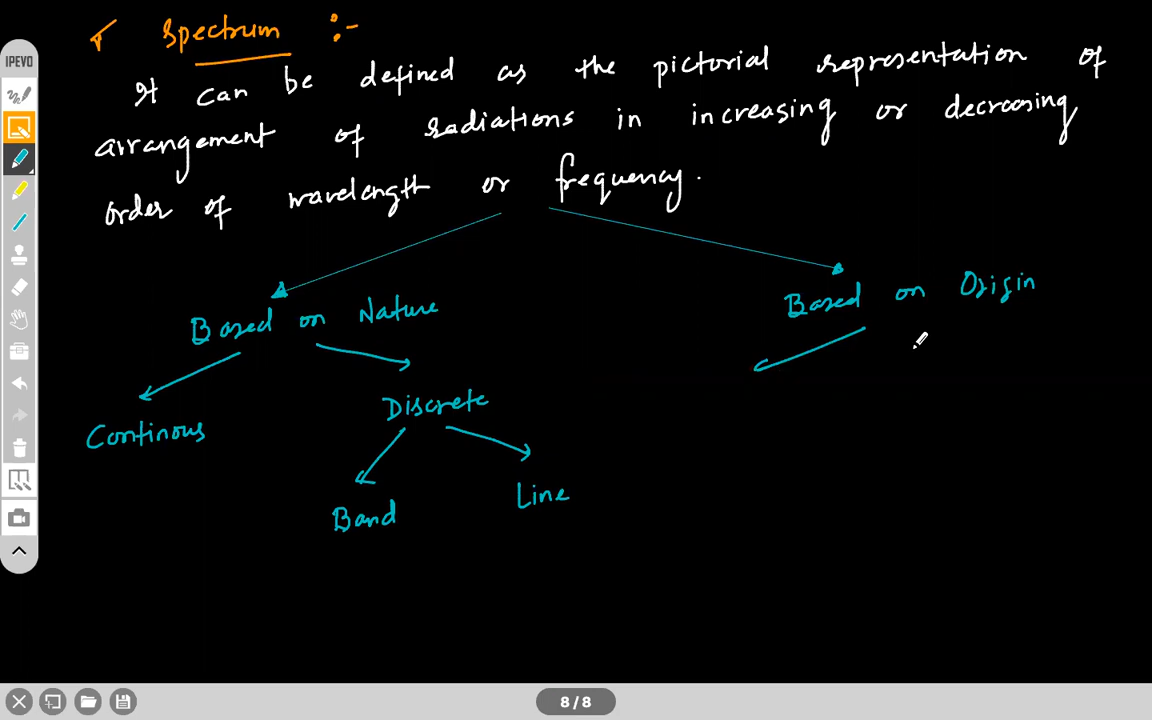 IPEVO
Spectrum :-
It can be defined as the pictorial representation of
arrangement of radiations in increasing or decreasing
order of wavelength or frequency.
Based on Nature
Based on Origin
Continous
Discrete
Band
Line
8/8